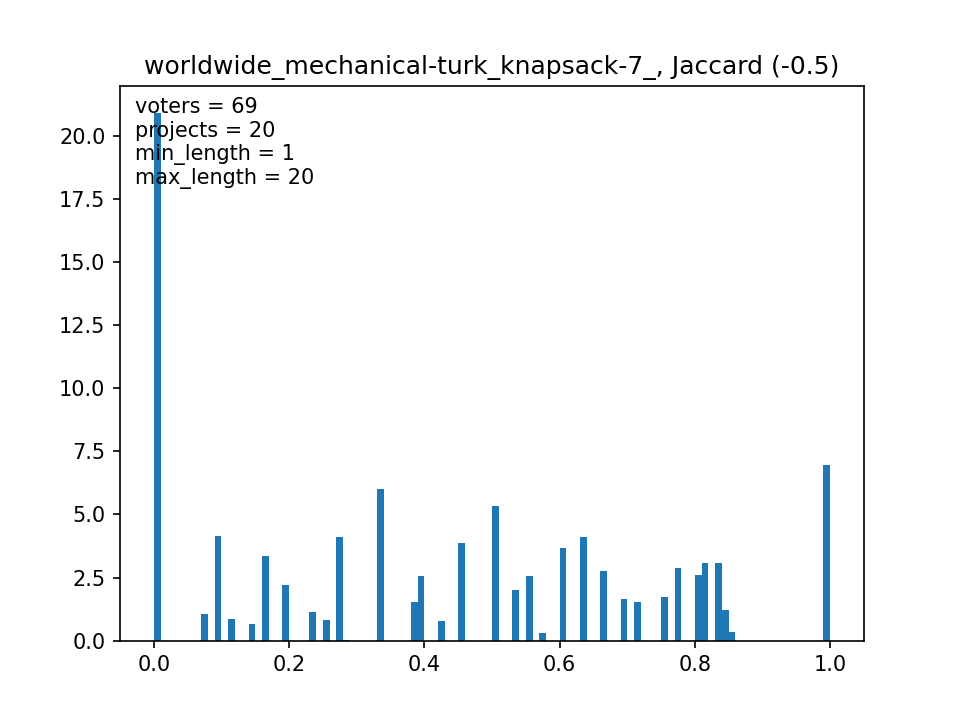 worldwide_mechanical-turk_knapsack-7_, Jaccard (-0.5)
voters = 69
projects = 20
min_length = 1
max_length = 20
20.0
17.5
15.0
12.5
10.0
7.5
5.0
2.5
0.0
0.0 0.2 0.4 0.6 0.8 1.0